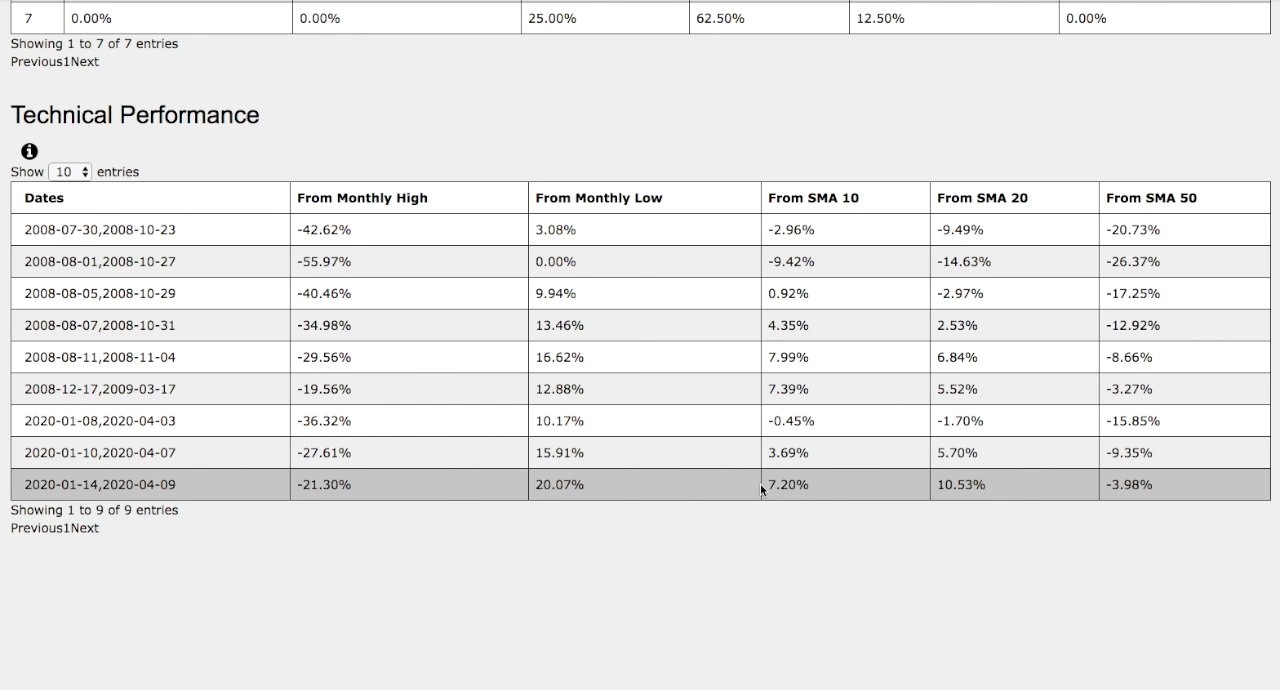 7 0.00% 0.00% 25.00% 62.50% 12.50% 0.00%
Showing 1 to 7 of 7 entries
Previous1Next
Technical Performance
Show 10 entries
Dates From Monthly High From Monthly Low From SMA 10 From SMA 20 From SMA 50
2008-07-30,2008-10-23 -42.62% 3.08% -2.96% -9.49% -20.73%
2008-08-01,2008-10-27 -55.97% 0.00% -9.42% -14.63% -26.37%
2008-08-05,2008-10-29 -40.46% 9.94% 0.92% -2.97% -17.25%
2008-08-07,2008-10-31 -34.98% 13.46% 4.35% 2.53% -12.92%
2008-08-11,2008-11-04 -29.56% 16.62% 7.99% 6.84% -8.66%
2008-12-17,2009-03-17 -19.56% 12.88% 7.39% 5.52% -3.27%
2020-01-08,2020-04-03 -36.32% 10.17% -0.45% -1.70% -15.85%
2020-01-10,2020-04-07 -27.61% 15.91% 3.69% 5.70% -9.35%
2020-01-14,2020-04-09 -21.30% 20.07% 7.20% 10.53% -3.98%
Showing 1 to 9 of 9 entries
Previous1Next